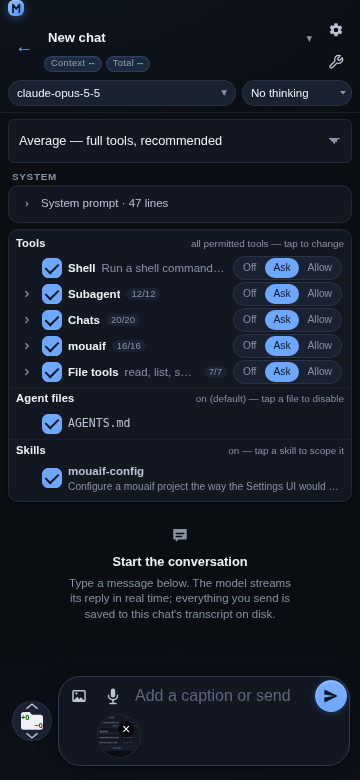 M
New chat
Context --
Total --
claude-opus-5-5
No thinking
Average — full tools, recommended
SYSTEM
System prompt · 47 lines
Tools
all permitted tools — tap to change
Shell Run a shell command… Off Ask Allow
Subagent 12/12 Off Ask Allow
Chats 20/20 Off Ask Allow
mouaif 16/16 Off Ask Allow
File tools read, list, s… 7/7 Off Ask Allow
Agent files
on (default) — tap a file to disable
AGENTS.md
Skills
on — tap a skill to scope it
mouaif-config
Configure a mouaif project the way the Settings UI would …
Start the conversation
Type a message below. The model streams
its reply in real time; everything you send is
saved to this chat's transcript on disk.
Add a caption or send
+0
−0